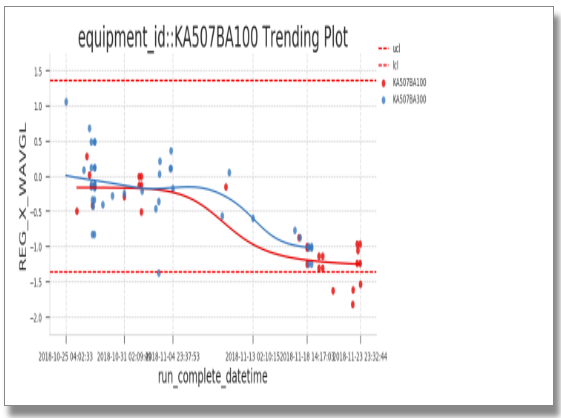 equipment_id::KA507BA100 Trending Plot
ucl
lcl
KA507BA100
KA507BA300
1.5
1.0
0.5
0.0
−0.5
−1.0
−1.5
−2.0
REG_X_WAVGL
2018-10-25 04:02:33 2018-10-31 02:09: 2018-11-04 23:37:53 2018-11-13 02:10:15 2018-11-18 14:17:03 2018-11-23 23:32:44
run_complete_datetime